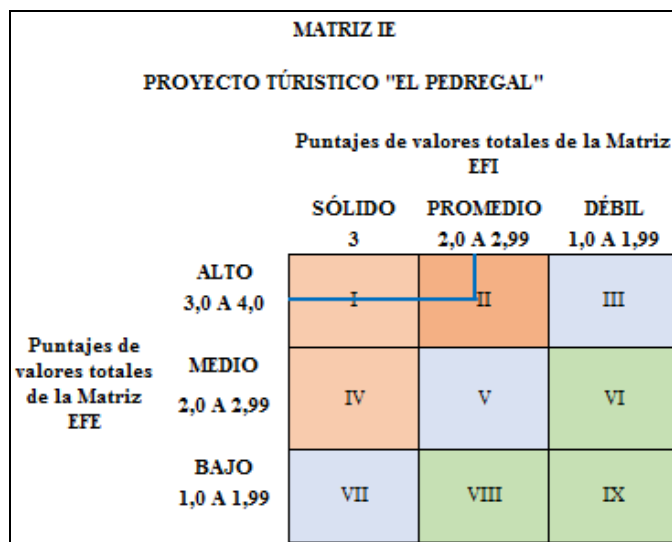 MATRIZ IE
PROYECTO TÚRISTICO "EL PEDREGAL"
Puntajes de valores totales de la Matriz
EFI
SÓLIDO PROMEDIO DÉBIL
3 2,0 A 2,99 1,0 A 1,99
ALTO
3,0 A 4,0
I II III
Puntajes de
valores totales
de la Matriz
EFE
MEDIO
2,0 A 2,99
IV V VI
BAJO
1,0 A 1,99
VII VIII IX